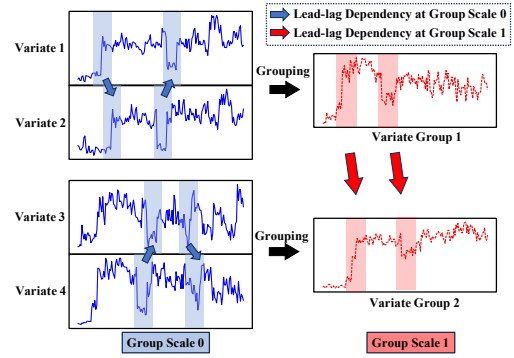 Lead-lag Dependency at Group Scale 0
Lead-lag Dependency at Group Scale 1
Variate 1
Grouping
Variate 2
Variate Group 1
Variate 3
Grouping
Variate 4
Variate Group 2
Group Scale 0
Group Scale 1